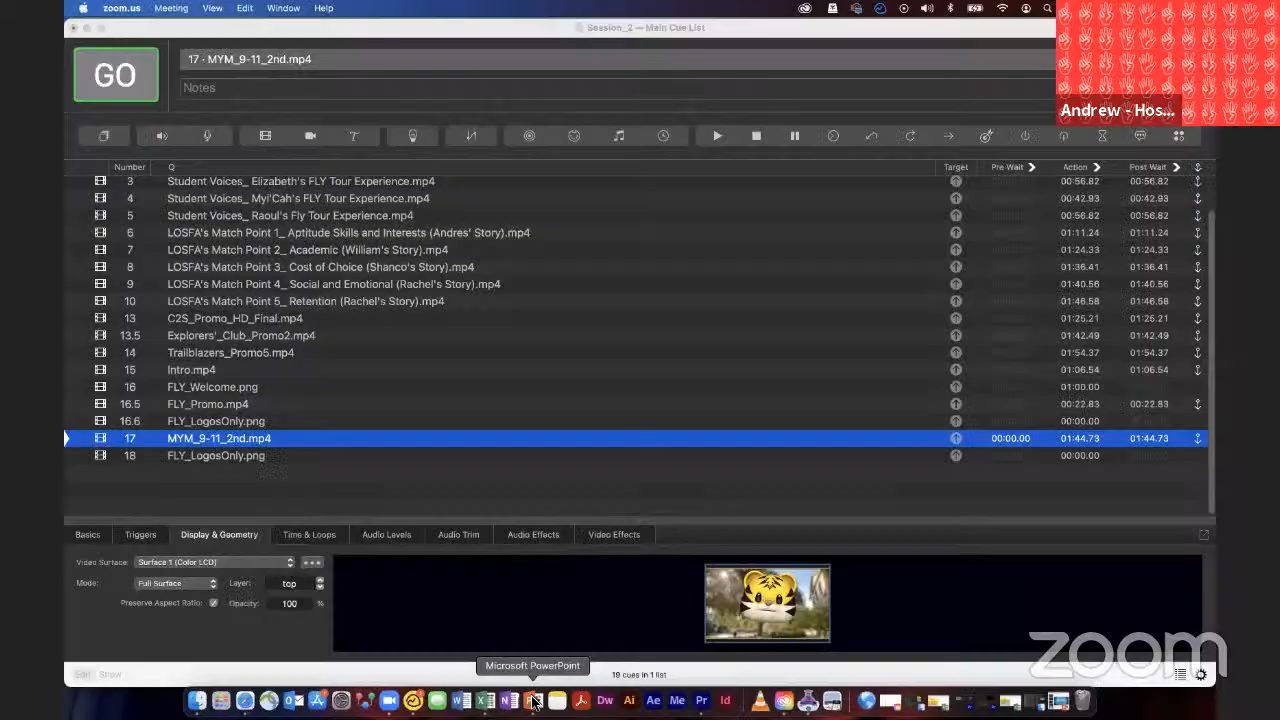 zoom.us Meeting View Edit Window Help
Session_2 — Main Cue List
GO
17 · MYM_9-11_2nd.mp4
Notes
Andrew - Hos...
Number Q Target Pre Wait Action Post Wait
3 Student Voices_ Elizabeth's FLY Tour Experience.mp4 00:56.82 00:56.82
4 Student Voices_ Myi'Cah's FLY Tour Experience.mp4 00:42.93 00:42.93
5 Student Voices_ Raoul's Fly Tour Experience.mp4 00:56.82 00:56.82
6 LOSFA's Match Point 1_ Aptitude Skills and Interests (Andres' Story).mp4 01:11.24 01:11.24
7 LOSFA's Match Point 2_ Academic (William's Story).mp4 01:24.33 01:24.33
8 LOSFA's Match Point 3_ Cost of Choice (Shanco's Story).mp4 01:36.41 01:36.41
9 LOSFA's Match Point 4_ Social and Emotional (Rachel's Story).mp4 01:40.56 01:40.56
10 LOSFA's Match Point 5_ Retention (Rachel's Story).mp4 01:46.58 01:46.58
13 C2S_Promo_HD_Final.mp4 01:25.21 01:25.21
13.5 Explorers'_Club_Promo2.mp4 01:42.49 01:42.49
14 Trailblazers_Promo5.mp4 01:54.37 01:54.37
15 Intro.mp4 01:06.54 01:06.54
16 FLY_Welcome.png 01:00.00
16.5 FLY_Promo.mp4 00:22.83 00:22.83
16.6 FLY_LogosOnly.png 00:00.00
17 MYM_9-11_2nd.mp4 00:00.00 01:44.73 01:44.73
18 FLY_LogosOnly.png 00:00.00
Basics Triggers Display & Geometry Time & Loops Audio Levels Audio Trim Audio Effects Video Effects
Video Surface: Surface 1 (Color LCD)
Mode: Full Surface Layer: top
Preserve Aspect Ratio: Opacity: 100 %
zoom
Microsoft PowerPoint
Edit Show 19 cues in 1 list
W X N P Dw Ai Ae Me Pr Id